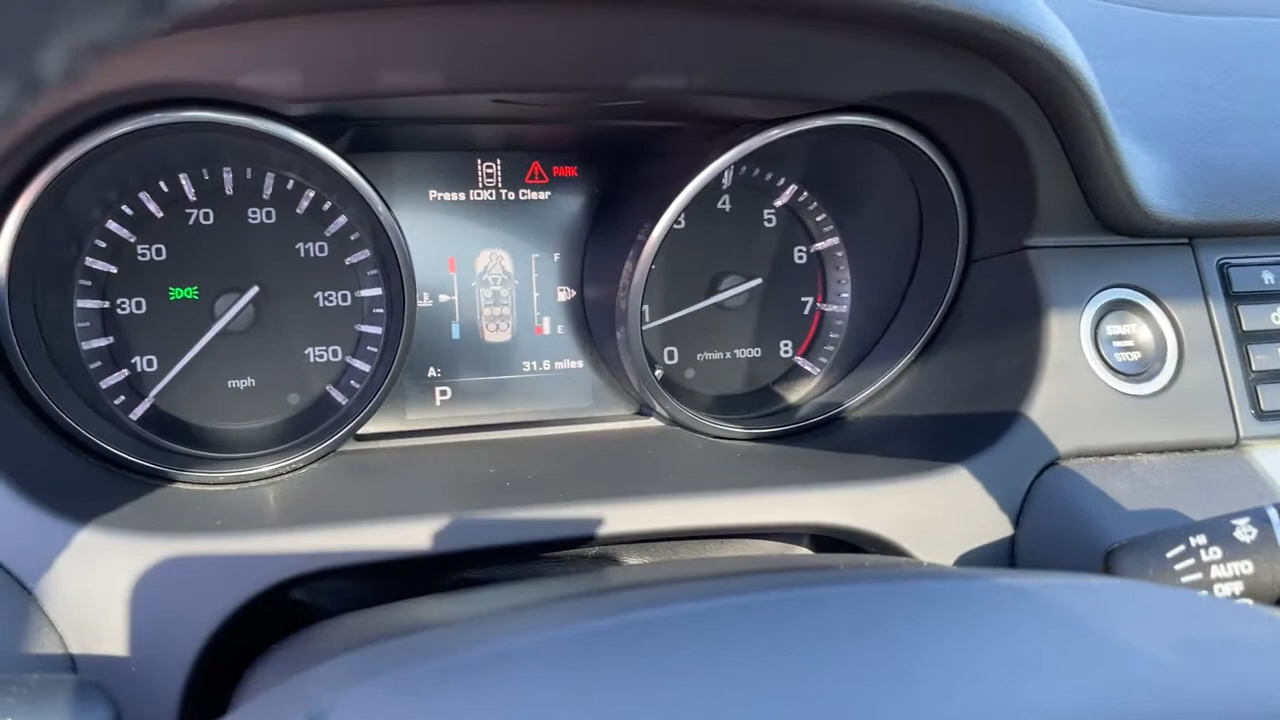 10
30
50
70
90
110
130
150
mph
PARK
Press [OK] To Clear
F
E
A: 31.6 miles
P
0
1
3
4
5
6
7
8
r/min x 1000
START
STOP
HI
LO
AUTO
OFF